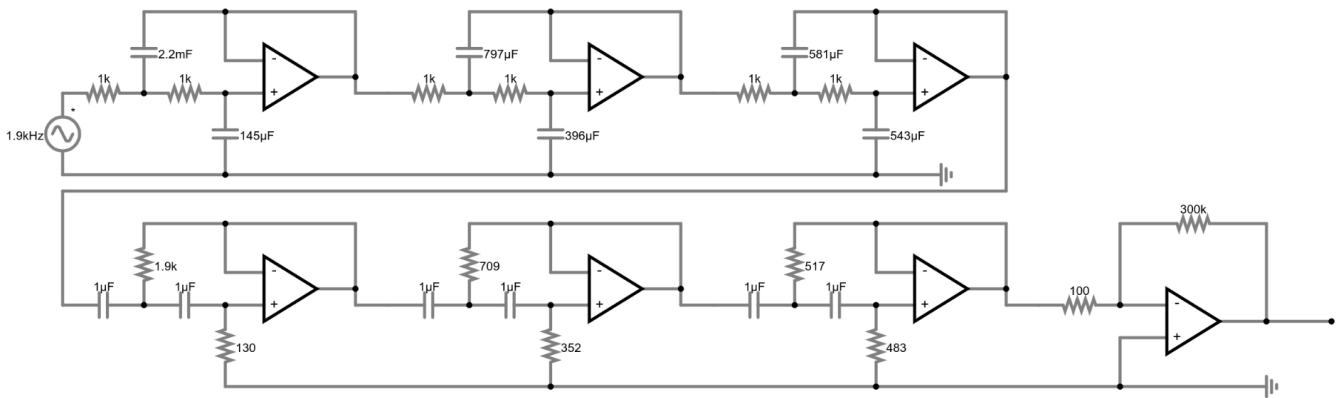 2.2mF
797µF
581µF
1k
1k
1k
1k
1k
1k
-
-
-
+
+
+
*
1.9kHz
145µF
396µF
543µF
300k
1.9k
709
517
1µF
1µF
1µF
1µF
1µF
1µF
100
-
-
-
-
+
+
+
+
130
352
483